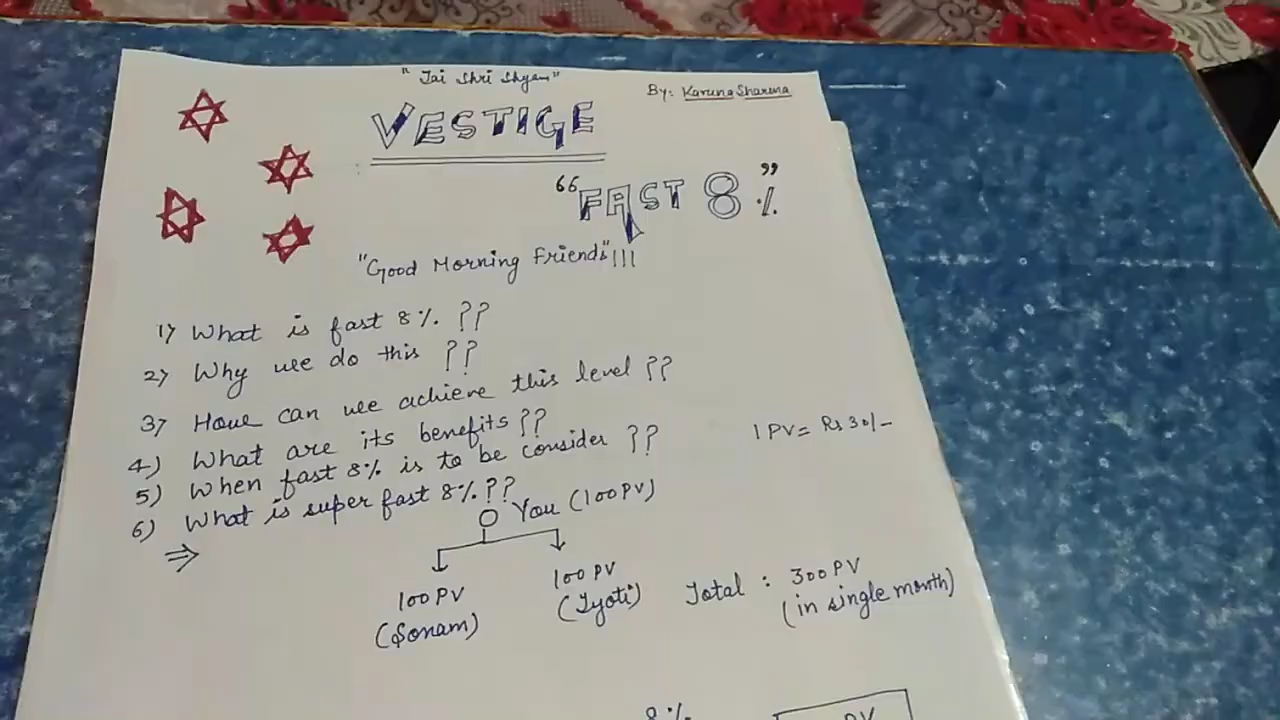 "Jai Shri Shyam"
By: Karuna Sharma
VESTIGE
"FAST 8%"
"Good Morning Friends"!!!
1) What is fast 8%. ??
2) Why we do this ??
3) Howe can we achieve this level ??
4) What are its benefits ??
5) When fast 8% is to be consider ??
6) What is super fast 8%. ??
1 PV = Rs 30/-
⇒
You (100 PV)
100 PV
(Sonam)
100 PV
(Jyoti)
Total : 300 PV
(in single month)
8%
PV